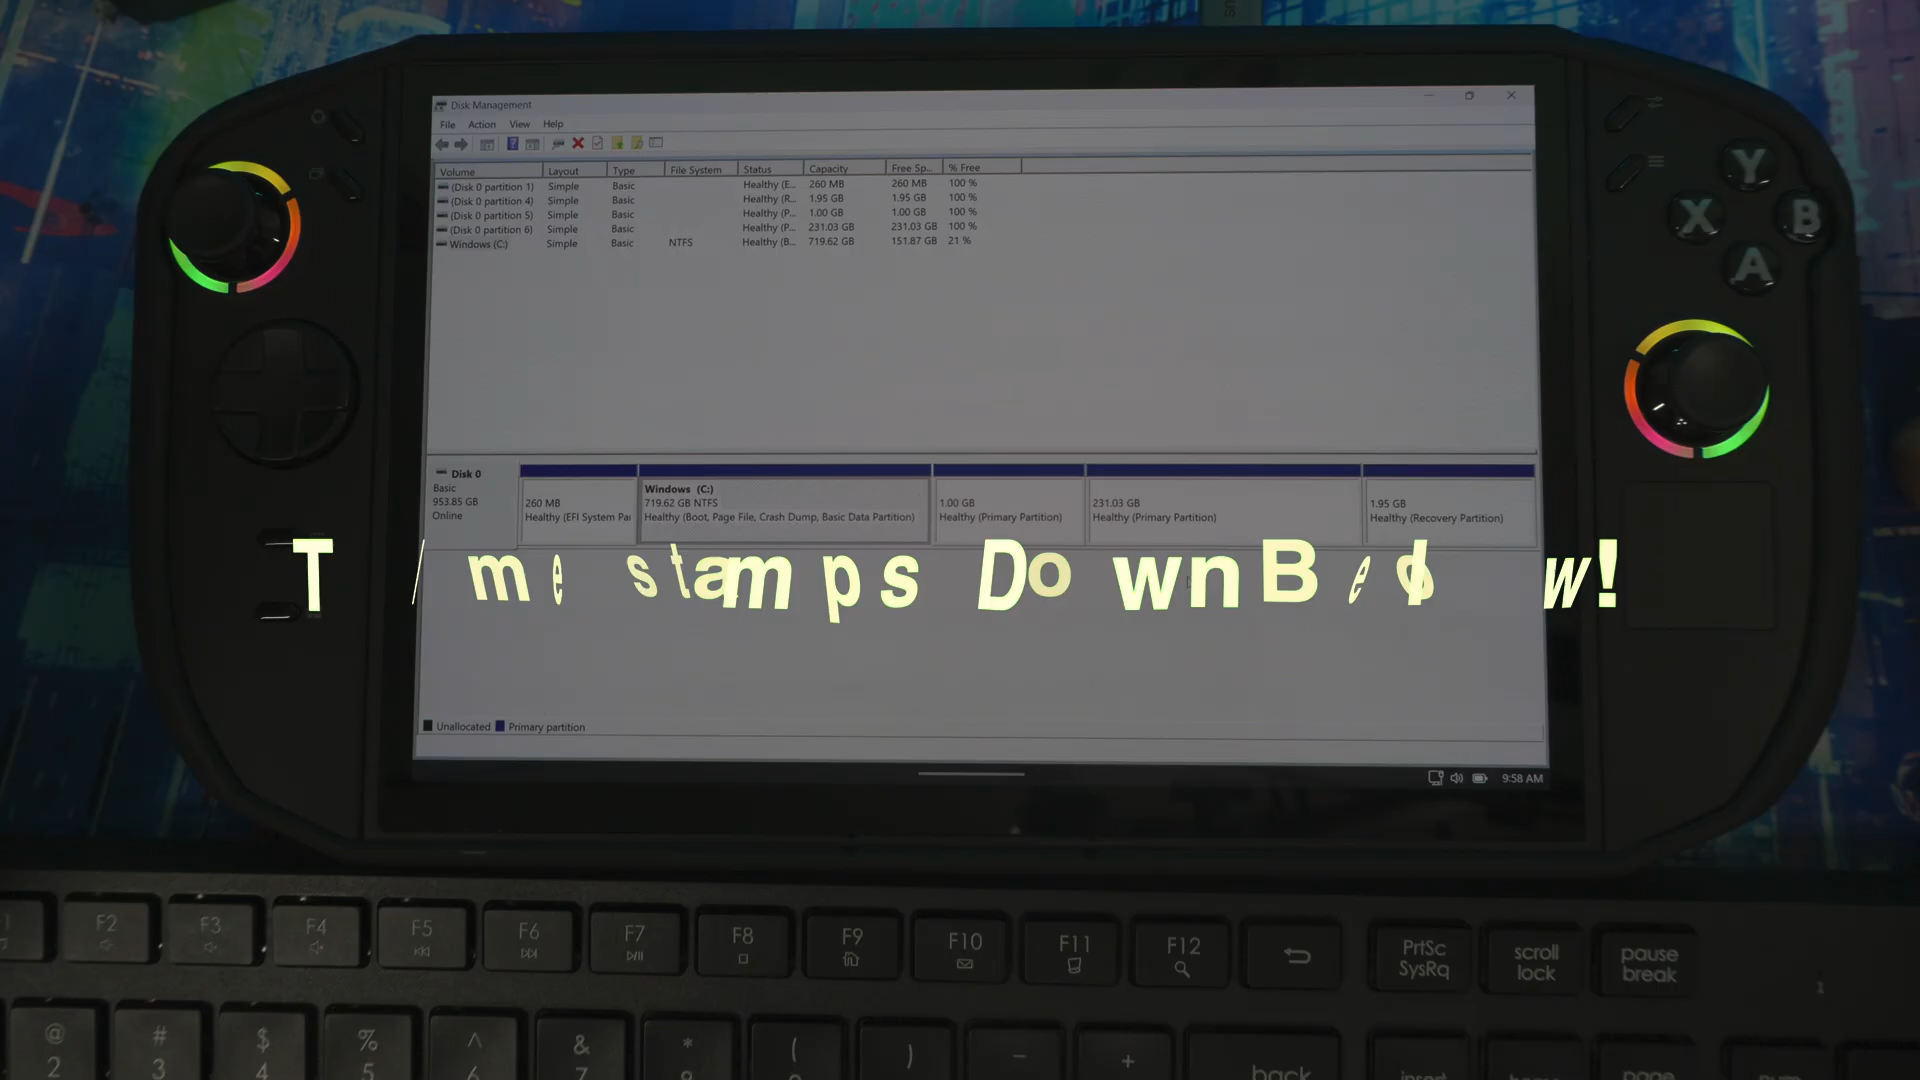 Disk Management
File Action View Help
Volume Layout Type File System Status Capacity Free Sp... % Free
(Disk 0 partition 1) Simple Basic Healthy (E... 260 MB 260 MB 100 %
(Disk 0 partition 4) Simple Basic Healthy (R... 1.95 GB 1.95 GB 100 %
(Disk 0 partition 5) Simple Basic Healthy (P... 1.00 GB 1.00 GB 100 %
(Disk 0 partition 6) Simple Basic Healthy (P... 231.03 GB 231.03 GB 100 %
Windows (C:) Simple Basic NTFS Healthy (B... 719.62 GB 151.87 GB 21 %
Y
X B
A
Disk 0
Basic
953.85 GB
Online
260 MB
Healthy (EFI System Pa
Windows (C:)
719.62 GB NTFS
Healthy (Boot, Page File, Crash Dump, Basic Data Partition)
1.00 GB
Healthy (Primary Partition)
231.03 GB
Healthy (Primary Partition)
1.95 GB
Healthy (Recovery Partition)
Timestamps Down Below!
Unallocated Primary partition
9:58 AM
F2 F3 F4 F5 F6 F7 F8 F9 F10 F11 F12 PrtSc SysRq scroll lock pause break
@ # $ % ^ & * ( ) − +
2 3 4 5 6 7 back